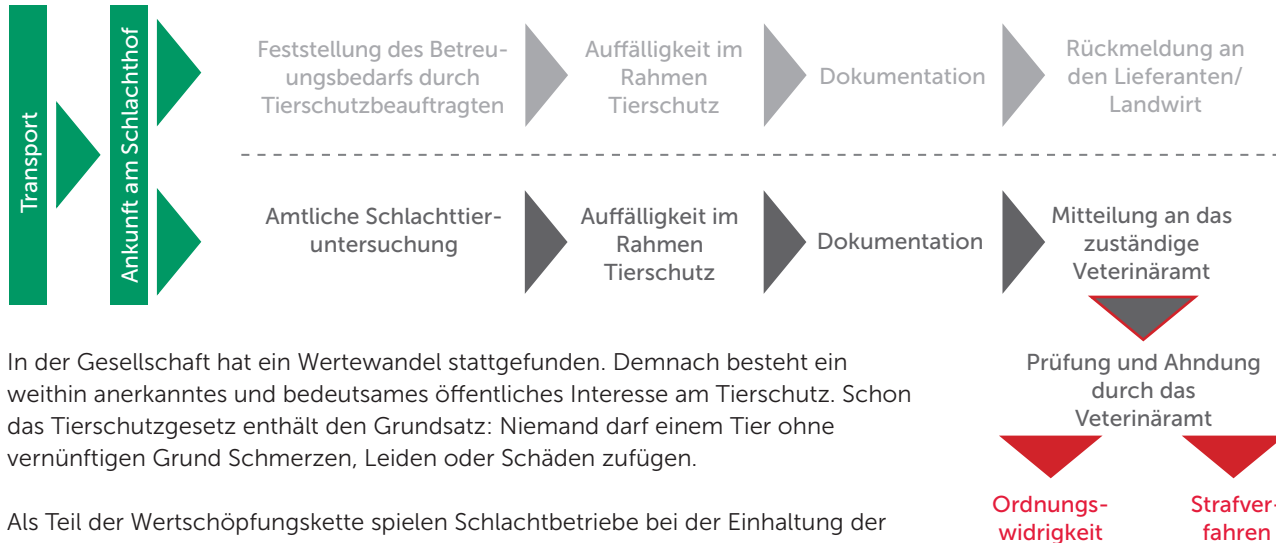 Transport
Ankunft am Schlachthof
Feststellung des Betreu-
ungsbedarfs durch
Tierschutzbeauftragten
Auffälligkeit im
Rahmen
Tierschutz
Dokumentation
Rückmeldung an
den Lieferanten/
Landwirt
Amtliche Schlachttier-
untersuchung
Auffälligkeit im
Rahmen
Tierschutz
Dokumentation
Mitteilung an das
zuständige
Veterinäramt
Prüfung und Ahndung
durch das
Veterinäramt
Ordnungs-
widrigkeit
Strafver-
fahren
In der Gesellschaft hat ein Wertewandel stattgefunden. Demnach besteht ein
weithin anerkanntes und bedeutsames öffentliches Interesse am Tierschutz. Schon
das Tierschutzgesetz enthält den Grundsatz: Niemand darf einem Tier ohne
vernünftigen Grund Schmerzen, Leiden oder Schäden zufügen.
Als Teil der Wertschöpfungskette spielen Schlachtbetriebe bei der Einhaltung der